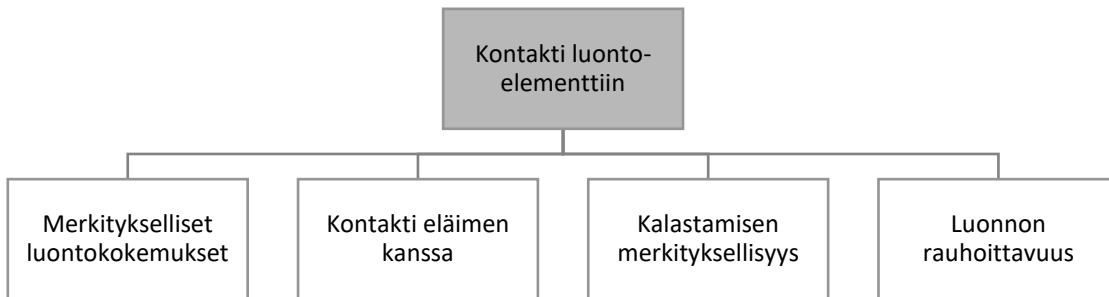 Kontakti luonto-
elementtiin
Merkitykselliset
luontokokemukset
Kontakti eläimen
kanssa
Kalastamisen
merkityksellisyys
Luonnon
rauhoittavuus